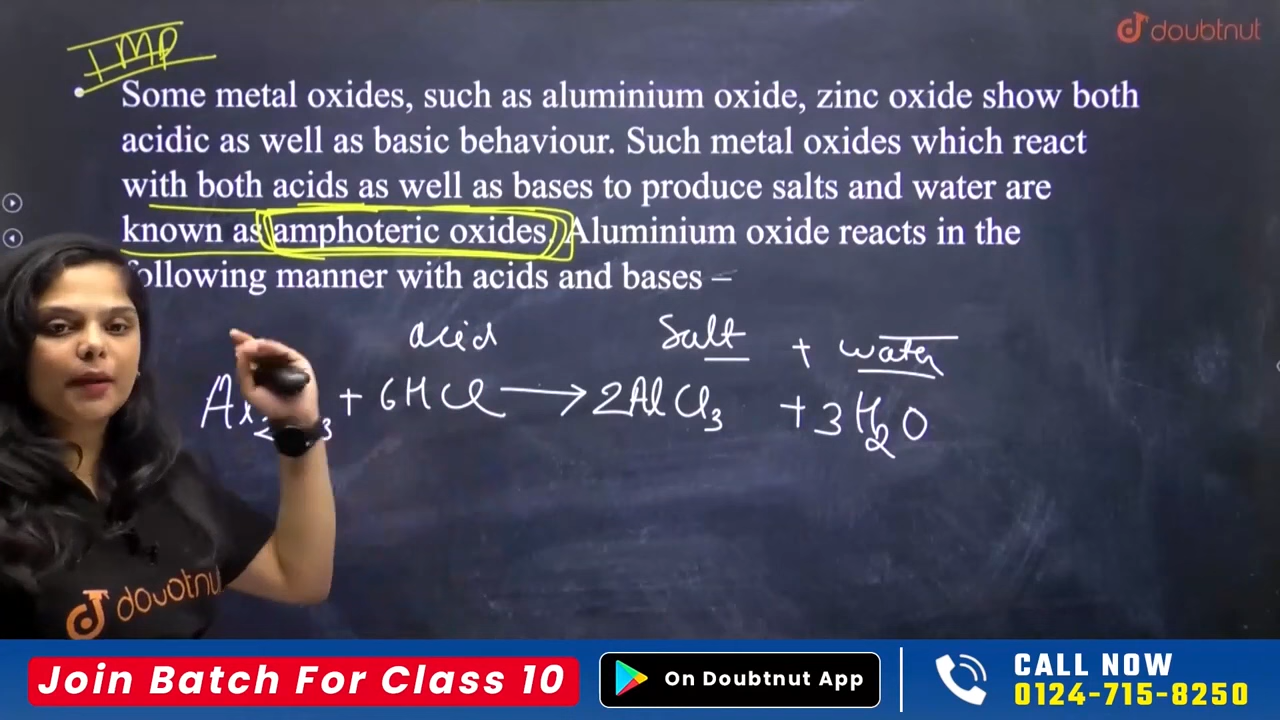 doubtnut
IMP
• Some metal oxides, such as aluminium oxide, zinc oxide show both
acidic as well as basic behaviour. Such metal oxides which react
with both acids as well as bases to produce salts and water are
known as amphoteric oxides. Aluminium oxide reacts in the
following manner with acids and bases –
acid Salt + water
+ 6HCl → 2AlCl₃ + 3H₂O
doubtnut
Join Batch For Class 10
On Doubtnut App
CALL NOW
0124-715-8250